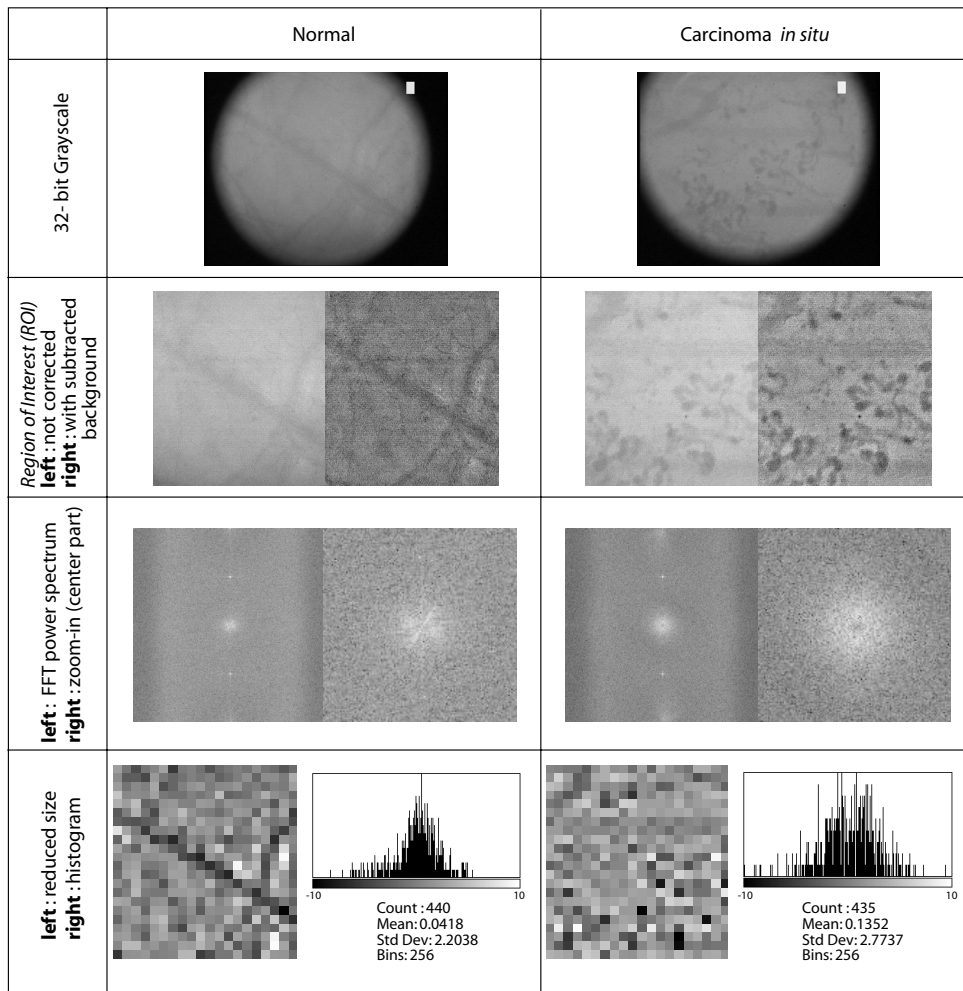 Normal
Carcinoma in situ
32- bit Grayscale
Region of Interest (ROI)
left : not corrected
right : with subtracted
background
left : FFT power spectrum
right : zoom-in (center part)
left : reduced size
right : histogram
-10 10
Count : 440
Mean: 0.0418
Std Dev: 2.2038
Bins: 256
-10 10
Count : 435
Mean: 0.1352
Std Dev: 2.7737
Bins: 256